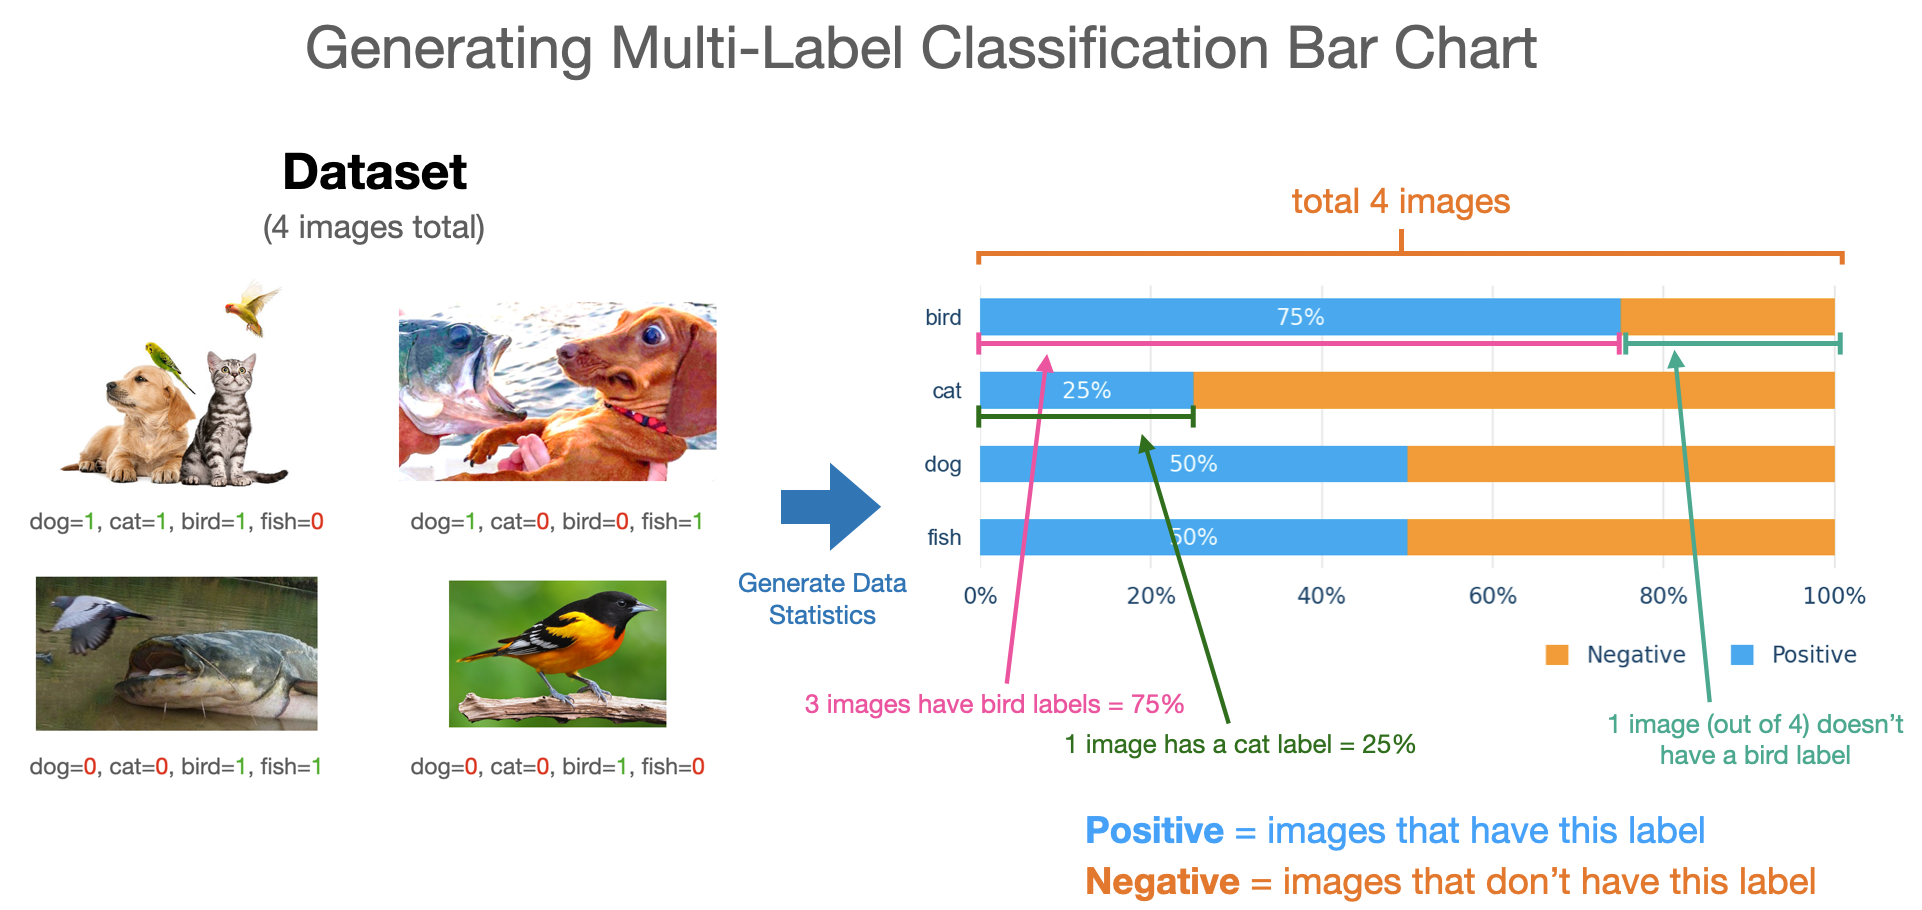 Generating Multi-Label Classification Bar Chart
Dataset
(4 images total)
dog=1, cat=1, bird=1, fish=0
dog=1, cat=0, bird=0, fish=1
dog=0, cat=0, bird=1, fish=1
dog=0, cat=0, bird=1, fish=0
Generate Data
Statistics
total 4 images
bird
75%
cat
25%
dog
50%
fish
50%
0%
20%
40%
60%
80%
100%
Negative
Positive
3 images have bird labels = 75%
1 image has a cat label = 25%
1 image (out of 4) doesn’t
have a bird label
Positive = images that have this label
Negative = images that don’t have this label